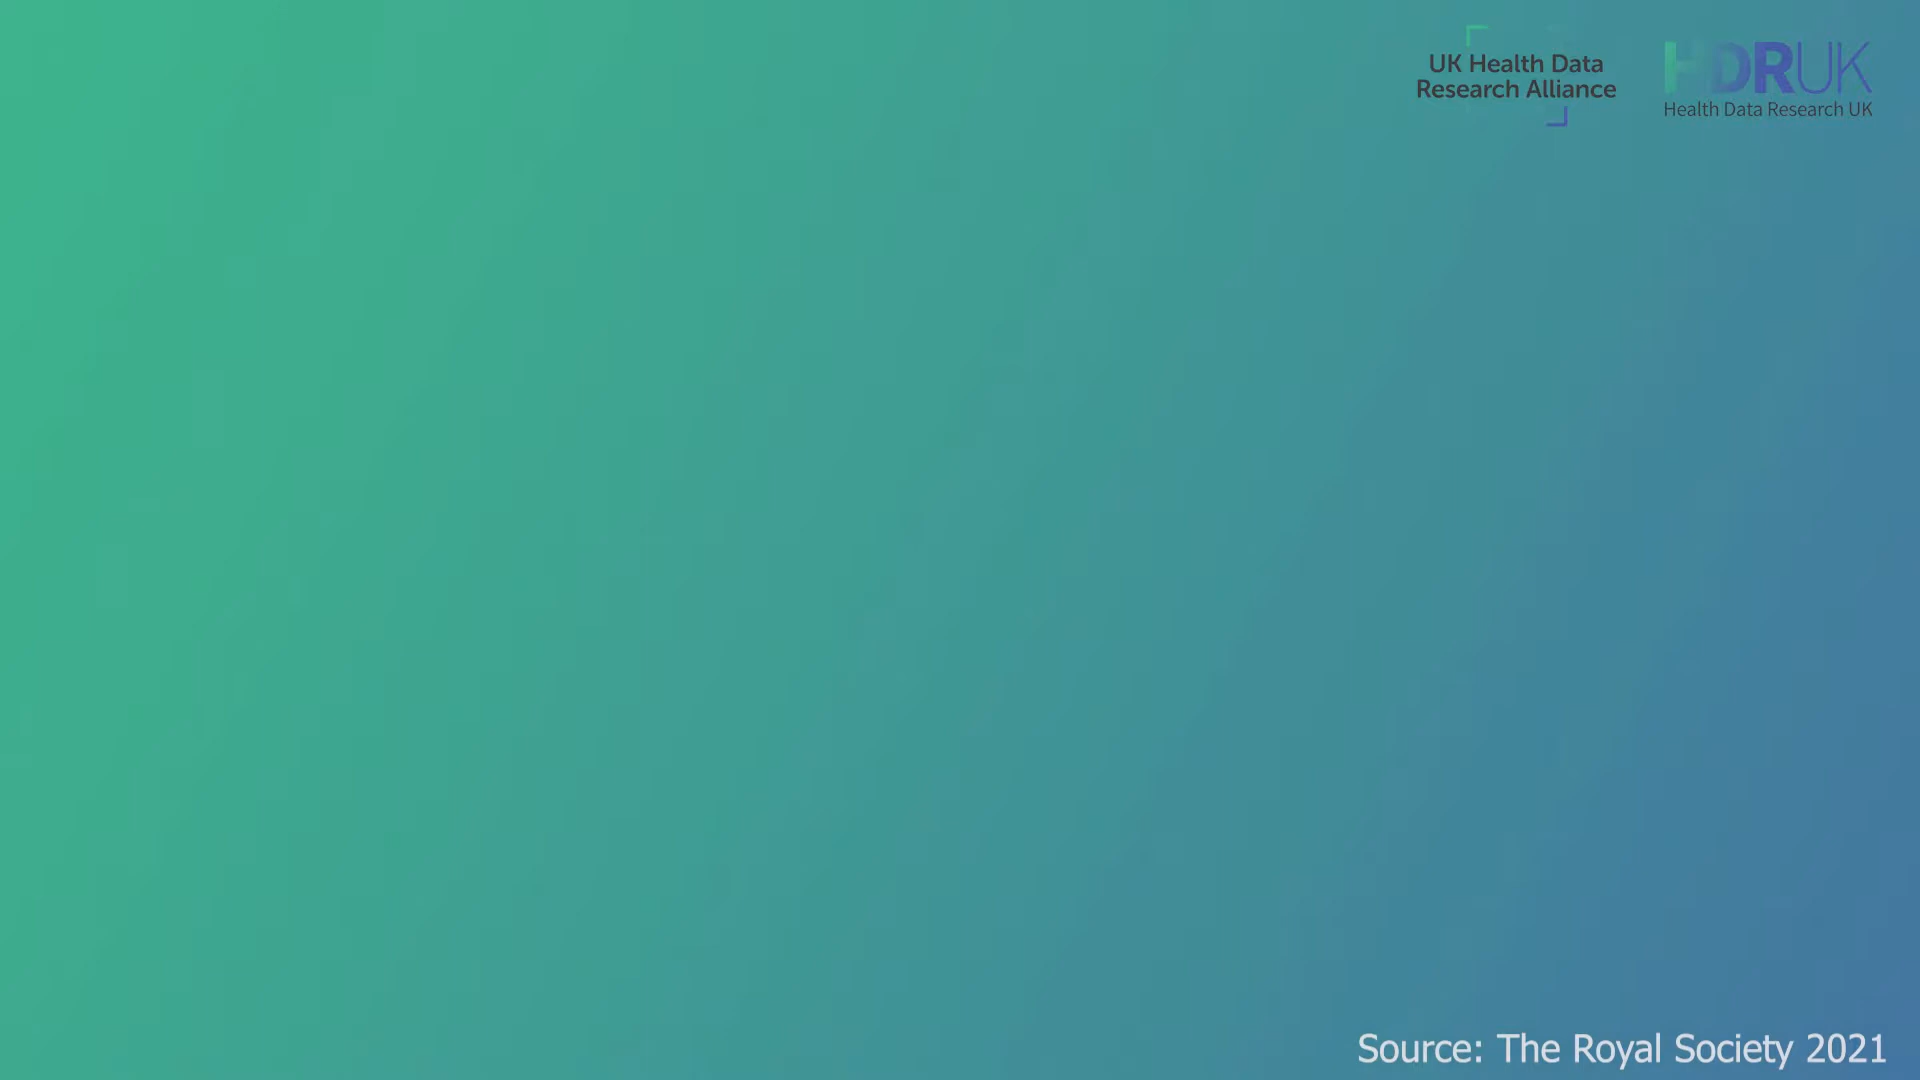 UK Health Data
Research Alliance
HDRUK
Health Data Research UK
Source: The Royal Society 2021